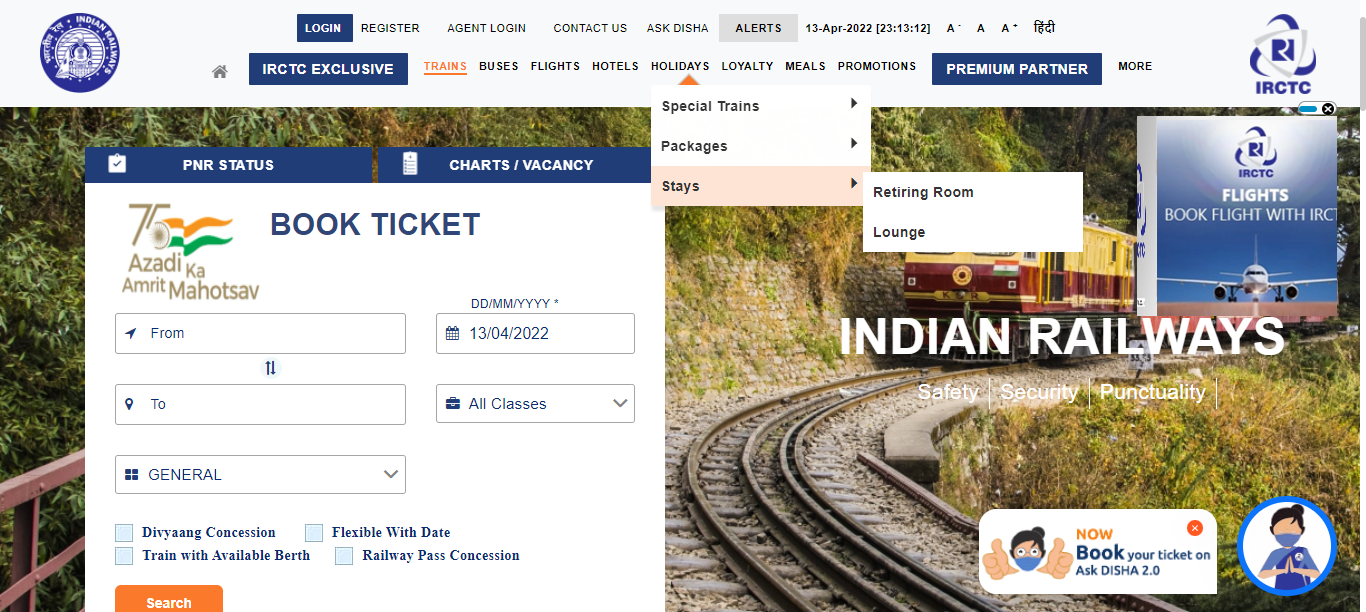 LOGIN REGISTER AGENT LOGIN CONTACT US ASK DISHA ALERTS 13-Apr-2022 [23:13:12] A- A A+ हिंदी
भारतीय रेल INDIAN RAILWAYS
IRCTC EXCLUSIVE TRAINS BUSES FLIGHTS HOTELS HOLIDAYS LOYALTY MEALS PROMOTIONS PREMIUM PARTNER MORE
IRCTC
Special Trains
Packages
Stays
Retiring Room
Lounge
PNR STATUS CHARTS / VACANCY
75
Azadi Ka
Amrit Mahotsav
BOOK TICKET
DD/MM/YYYY *
From 13/04/2022
To All Classes
GENERAL
Divyaang Concession Flexible With Date
Train with Available Berth Railway Pass Concession
Search
IRCTC
FLIGHTS
BOOK FLIGHT WITH IRC
INDIAN RAILWAYS
Safety Security Punctuality
NOW
Book your ticket on
Ask DISHA 2.0